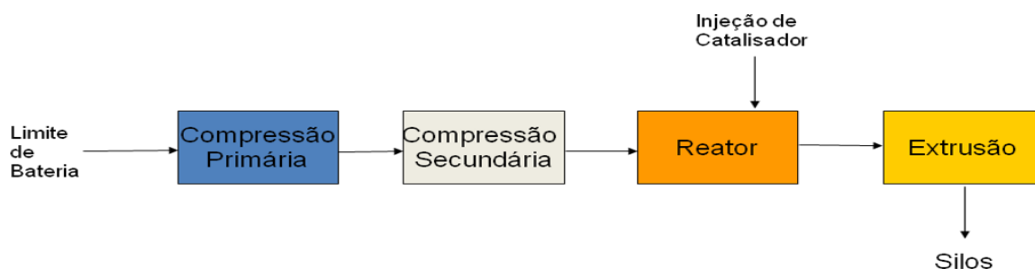 Injeção de
Catalisador
Limite
de
Bateria
Compressão
Primária
Compressão
Secundária
Reator
Extrusão
Silos